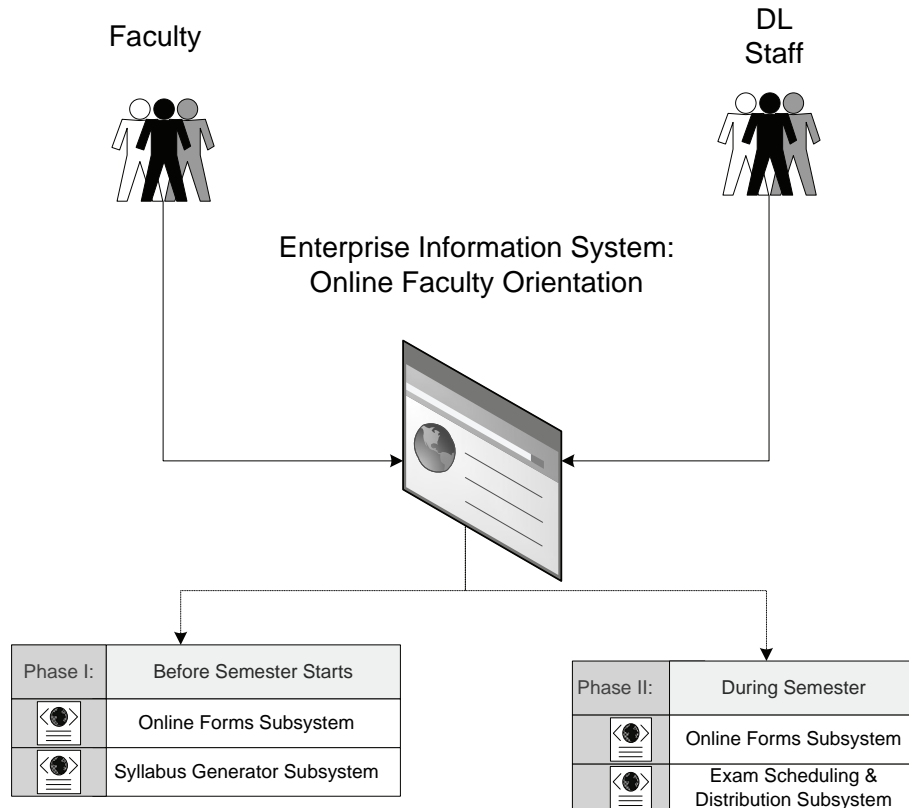 Faculty
DL
Staff
Enterprise Information System:
Online Faculty Orientation
Phase I:
Before Semester Starts
Online Forms Subsystem
Syllabus Generator Subsystem
Phase II:
During Semester
Online Forms Subsystem
Exam Scheduling &
Distribution Subsystem